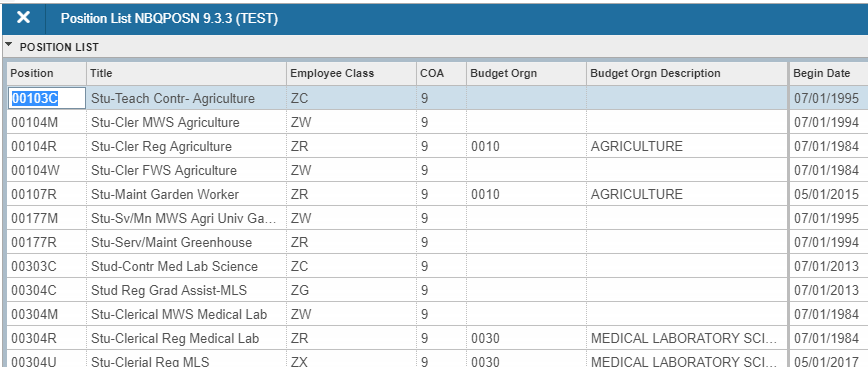 Position List NBQPOSN 9.3.3 (TEST)
POSITION LIST
Position Title Employee Class COA Budget Orgn Budget Orgn Description Begin Date
00103C Stu-Teach Contr- Agriculture ZC 9 07/01/1995
00104M Stu-Cler MWS Agriculture ZW 9 07/01/1994
00104R Stu-Cler Reg Agriculture ZR 9 0010 AGRICULTURE 07/01/1984
00104W Stu-Cler FWS Agriculture ZW 9 07/01/1984
00107R Stu-Maint Garden Worker ZR 9 0010 AGRICULTURE 05/01/2015
00177M Stu-Sv/Mn MWS Agri Univ Ga... ZW 9 07/01/1995
00177R Stu-Serv/Maint Greenhouse ZR 9 07/01/1994
00303C Stud-Contr Med Lab Science ZC 9 07/01/2013
00304C Stud Reg Grad Assist-MLS ZG 9 07/01/2013
00304M Stu-Clerical MWS Medical Lab ZW 9 07/01/1984
00304R Stu-Clerical Reg Medical Lab ZR 9 0030 MEDICAL LABORATORY SCI... 07/01/1984
00304U Stu-Clerial Reg MLS ZX 9 0030 MEDICAL LABORATORY SCI... 05/01/2017